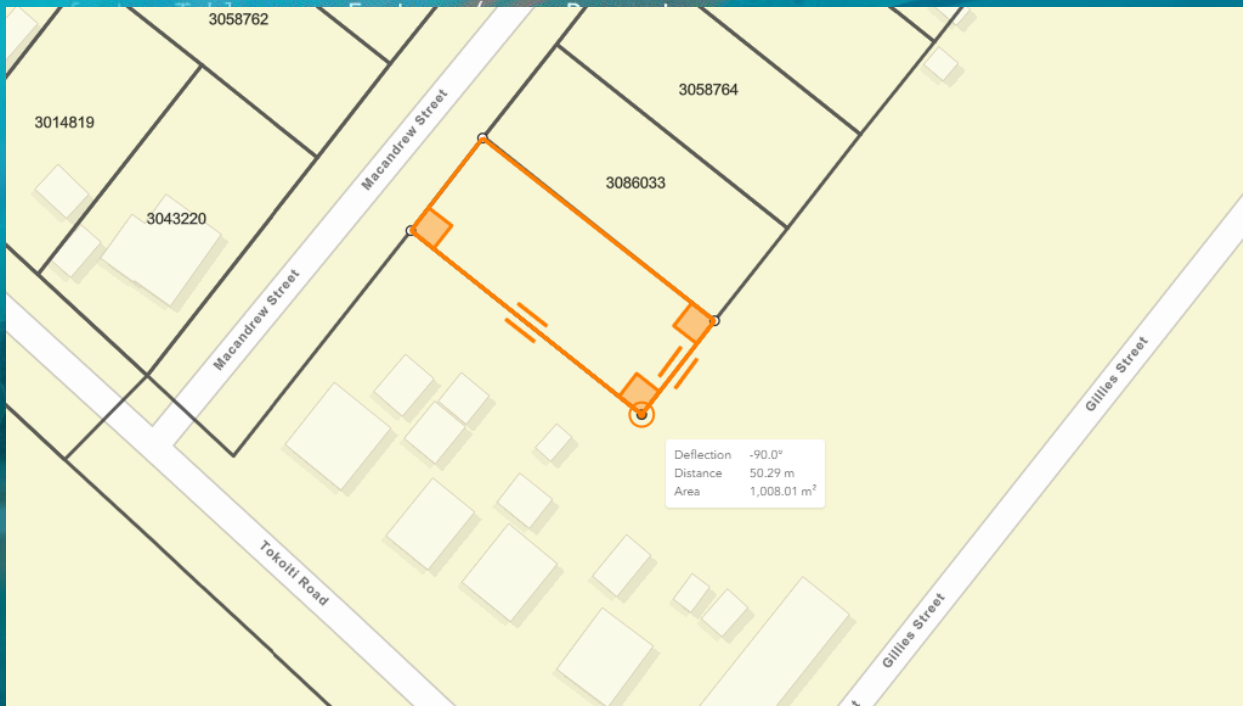 3058762
3058764
3014819
Macandrew Street
3086033
3043220
Macandrew Street
Gillies Street
Deflection -90.0°
Distance 50.29 m
Area 1,008.01 m²
Tokoiti Road
Gillies Street